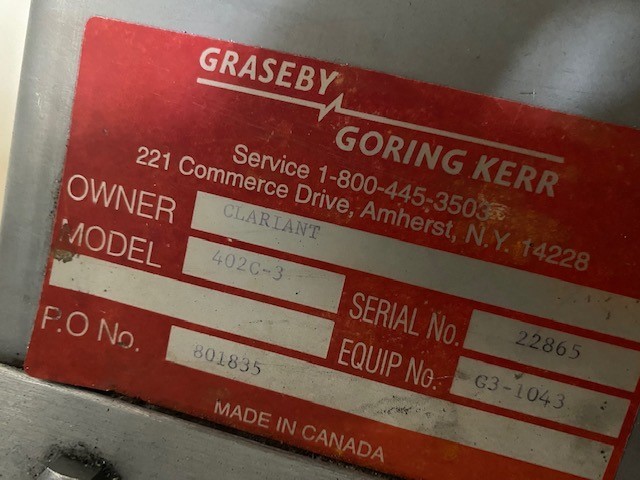 GRASEBY
GORING KERR
Service 1-800-445-3503
221 Commerce Drive, Amherst, N.Y. 14228
OWNER CLARIANT
MODEL 402C-3
SERIAL No. 22865
P.O No. 801835
EQUIP No. G3-1043
MADE IN CANADA